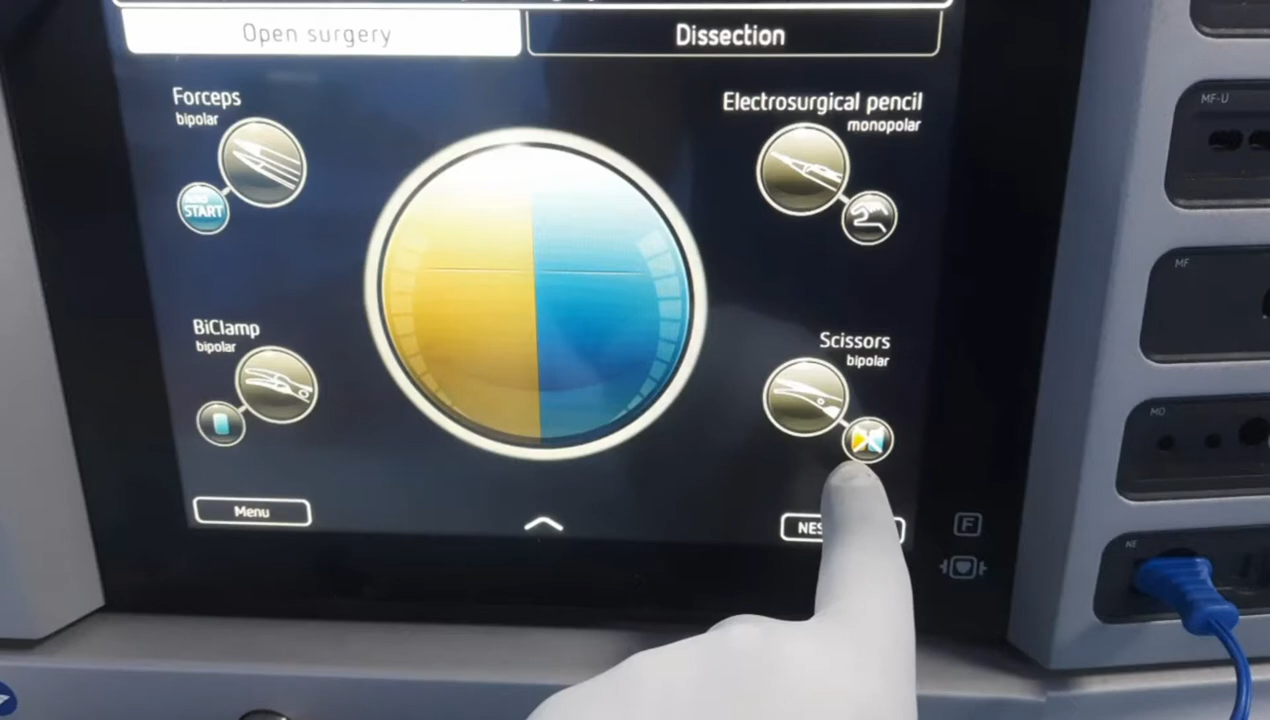 Open surgery
Dissection
Forceps
bipolar
START
Electrosurgical pencil
monopolar
BiClamp
bipolar
Scissors
bipolar
Menu
NES
F
MF-U
MF
MO
NE